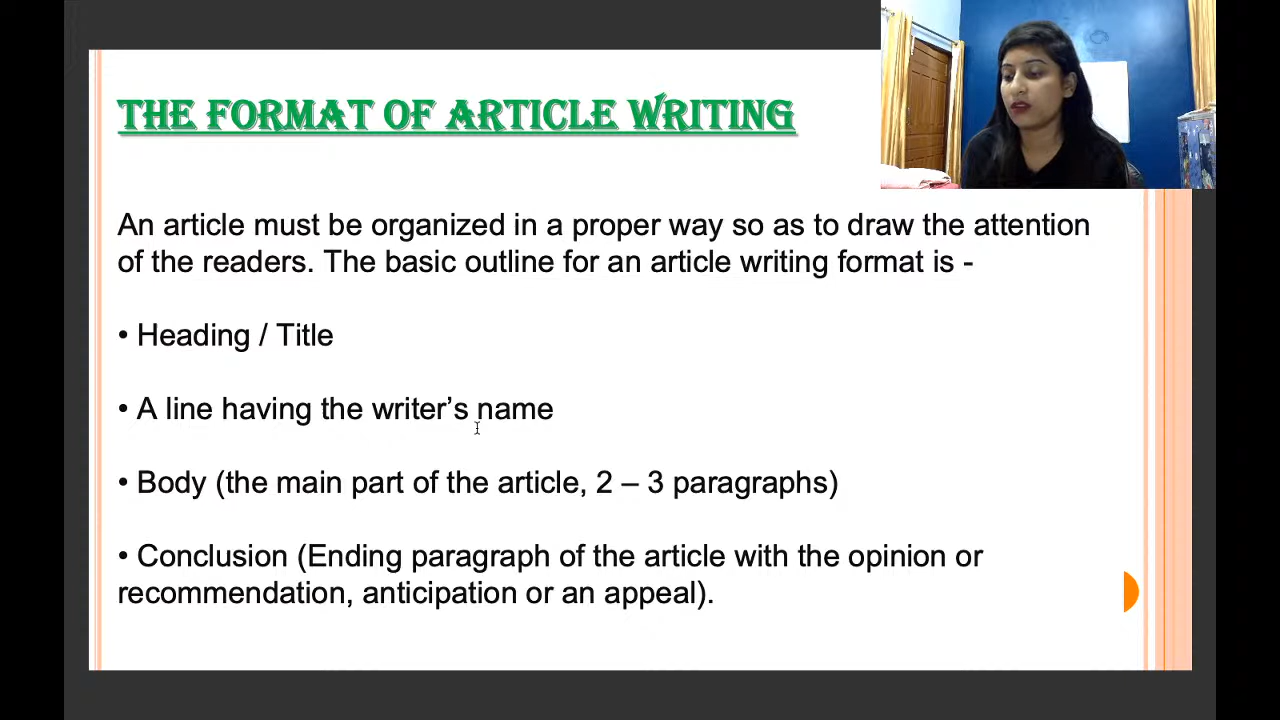 THE FORMAT OF ARTICLE WRITING
An article must be organized in a proper way so as to draw the attention
of the readers. The basic outline for an article writing format is -
• Heading / Title
• A line having the writer’s name
• Body (the main part of the article, 2 – 3 paragraphs)
• Conclusion (Ending paragraph of the article with the opinion or
recommendation, anticipation or an appeal).